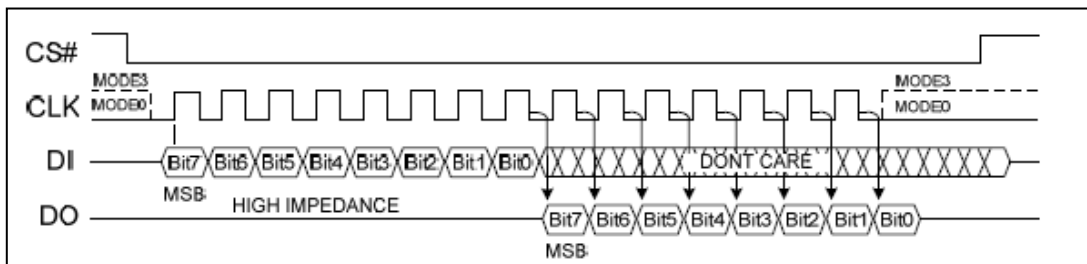 CS#
MODE3 MODE3
CLK MODE0 MODE0
DI Bit7 Bit6 Bit5 Bit4 Bit3 Bit2 Bit1 Bit0 DONT CARE
MSB HIGH IMPEDANCE
DO Bit7 Bit6 Bit5 Bit4 Bit3 Bit2 Bit1 Bit0
MSB